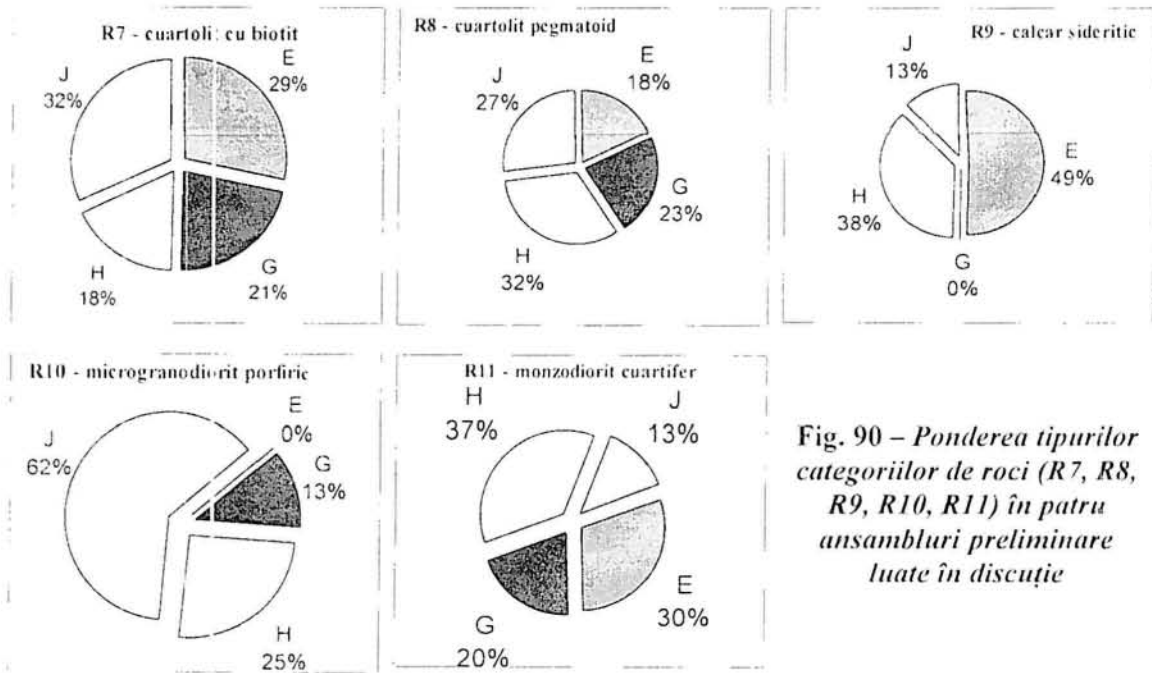 R7 - cuartoli: cu biotit
J
32%
E
29%
H
18%
G
21%
R8 - cuartolit pegmatoid
J
27%
E
18%
G
23%
H
32%
R9 - calcar sideritic
J
13%
E
49%
H
38%
G
0%
R10 - microgranodiorit porfiric
J
62%
E
0%
G
13%
H
25%
R11 - monzodiorit cuartifer
H
37%
J
13%
G
20%
E
30%
Fig. 90 – Ponderea tipurilor
categoriilor de roci (R7, R8,
R9, R10, R11) în patru
ansambluri preliminare
luate în discuție